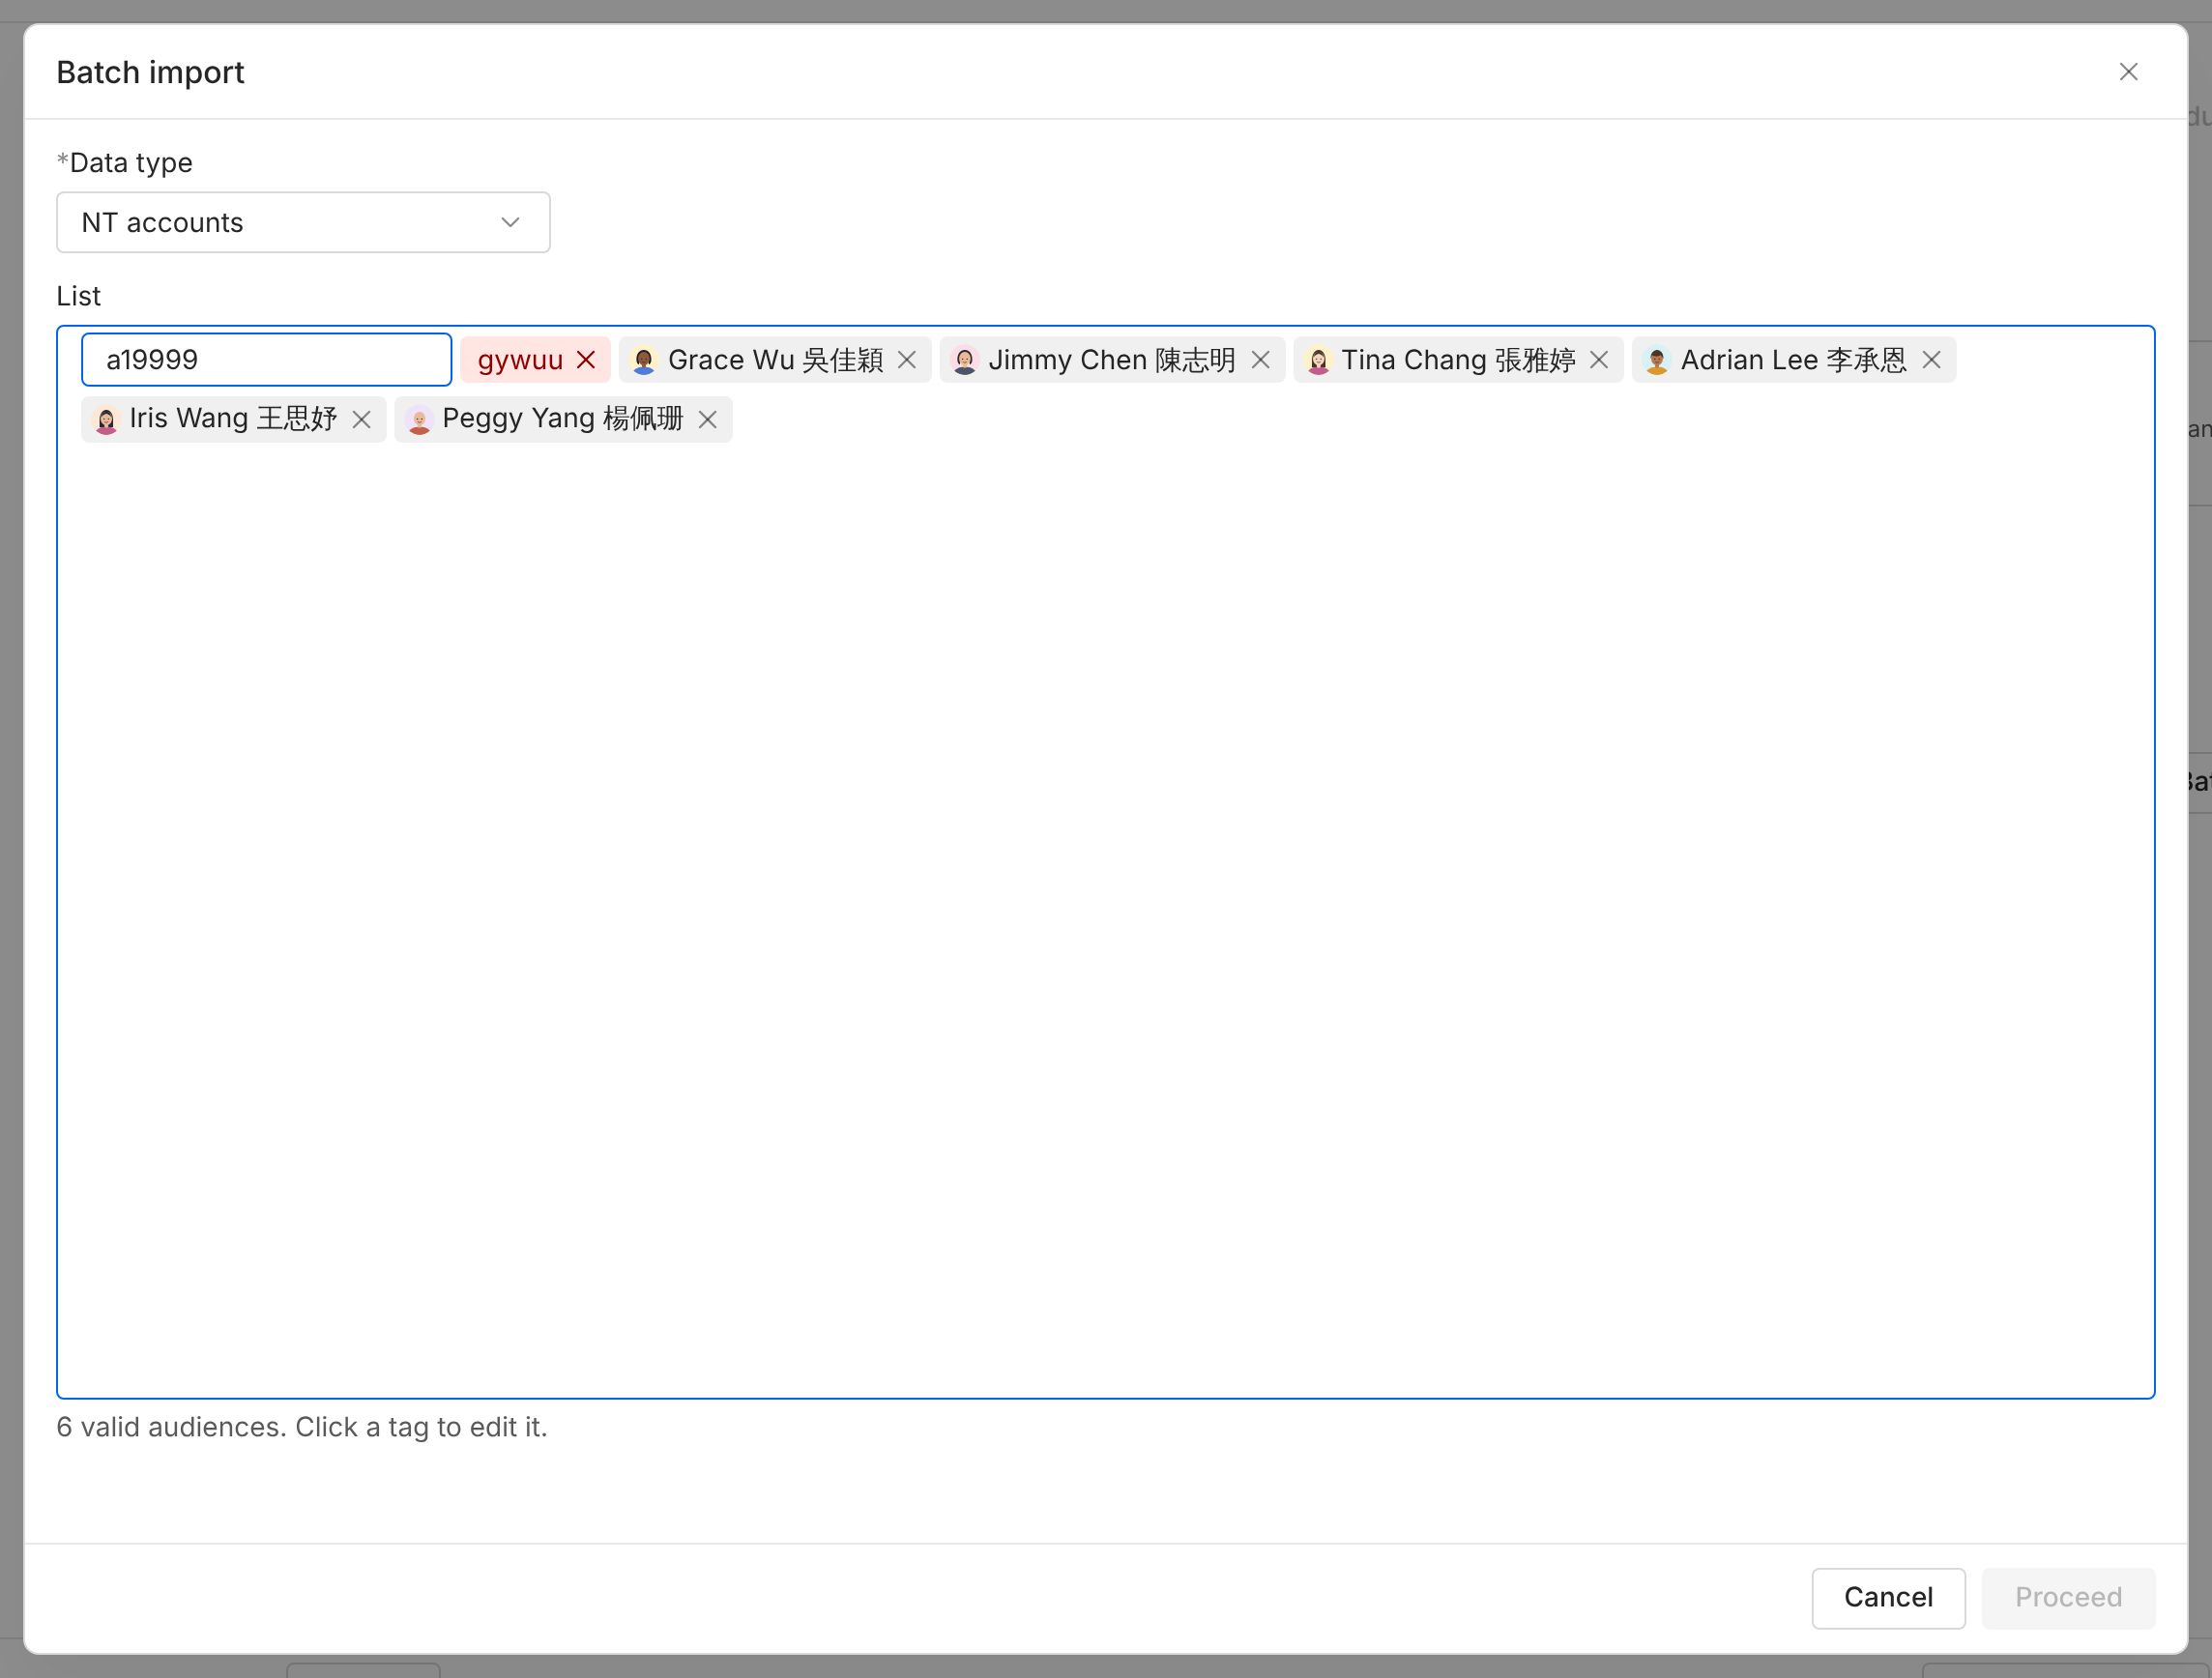 Batch import
*Data type
NT accounts
List
a19999 gywuu Grace Wu 吳佳穎 Jimmy Chen 陳志明 Tina Chang 張雅婷 Adrian Lee 李承恩
Iris Wang 王思妤 Peggy Yang 楊佩珊
6 valid audiences. Click a tag to edit it.
Cancel Proceed